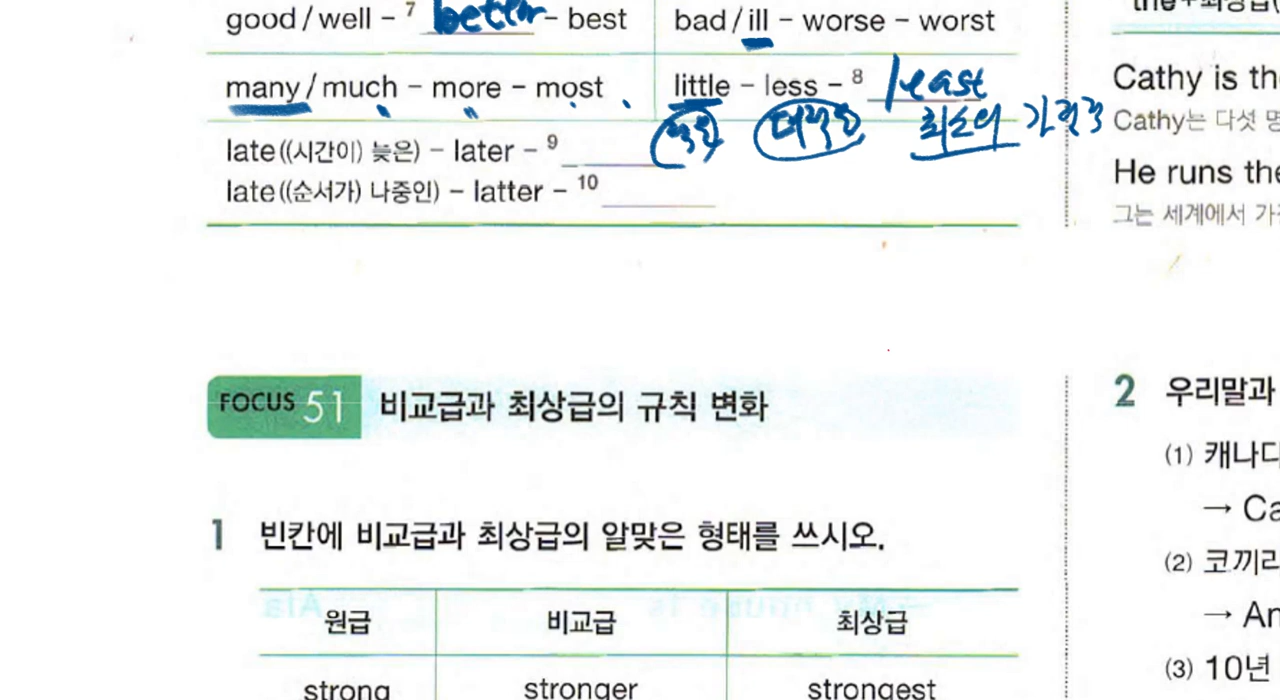 good/well - 7 better - best
bad/ill - worse - worst
many/much - more - most
little - less - 8 least
적은 더적은 최소의
late((시간이) 늦은) - later - 9
late((순서가) 나중인) - latter - 10
Cathy is th
Cathy는 다섯 명
He runs the
그는 세계에서
FOCUS 51 비교급과 최상급의 규칙 변화
1 빈칸에 비교급과 최상급의 알맞은 형태를 쓰시오.
원급 비교급 최상급
strong stronger strongest
2 우리말과
(1) 캐나다
→ Ca
(2) 코끼리
→ An
(3) 10년